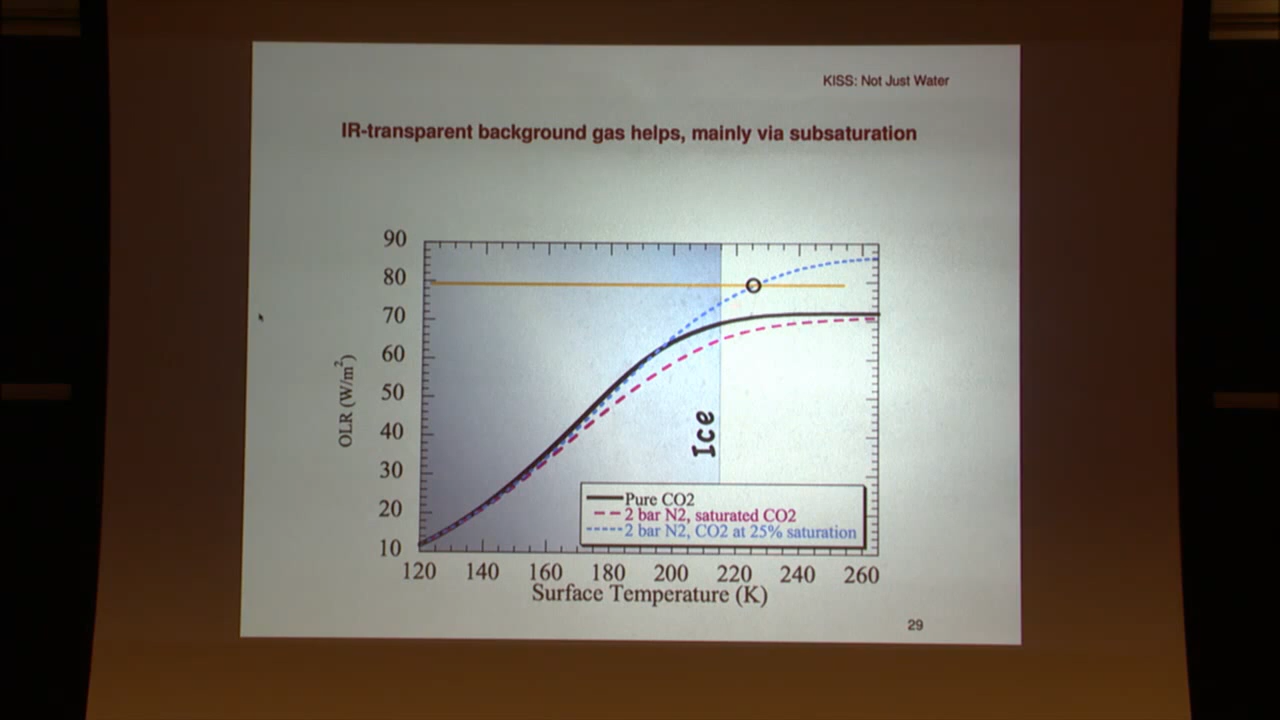 KISS: Not Just Water
IR-transparent background gas helps, mainly via subsaturation
90
80
70
60
50
40
30
20
10
OLR (W/m²)
Ice
Pure CO2
2 bar N2, saturated CO2
2 bar N2, CO2 at 25% saturation
120 140 160 180 200 220 240 260
Surface Temperature (K)
29